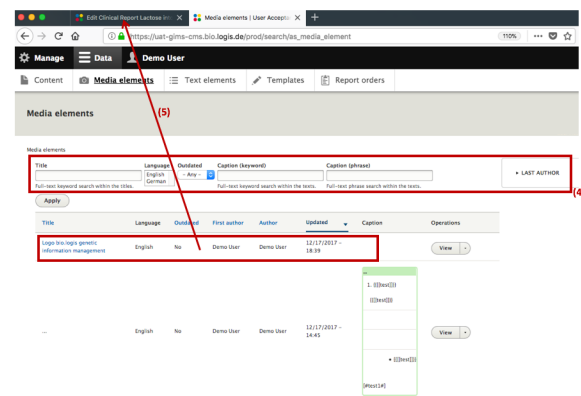 Edit Clinical Report Lactose int
Media elements | User Acceptan
https://uat-gims-cms.bio.logis.de/prod/search/as_media_element
110%
Manage
Data
Demo User
Content
Media elements
Text elements
Templates
Report orders
Media elements
(5)
Media elements
Title
Language
Outdated
Caption (keyword)
Caption (phrase)
English
German
- Any -
LAST AUTHOR
Full-text keyword search within the titles.
Full-text keyword search within the texts.
Full-text phrase search within the texts.
(4
Apply
Title
Language
Outdated
First author
Author
Updated
Caption
Operations
Logo bio.logis genetic
information management
English
No
Demo User
Demo User
12/17/2017 -
18:39
View
...
1. {{[[test]]}}
{{[[test]]}}
...
English
No
Demo User
Demo User
12/17/2017 -
14:45
View
• {{[[test]]}}
[#test1#]